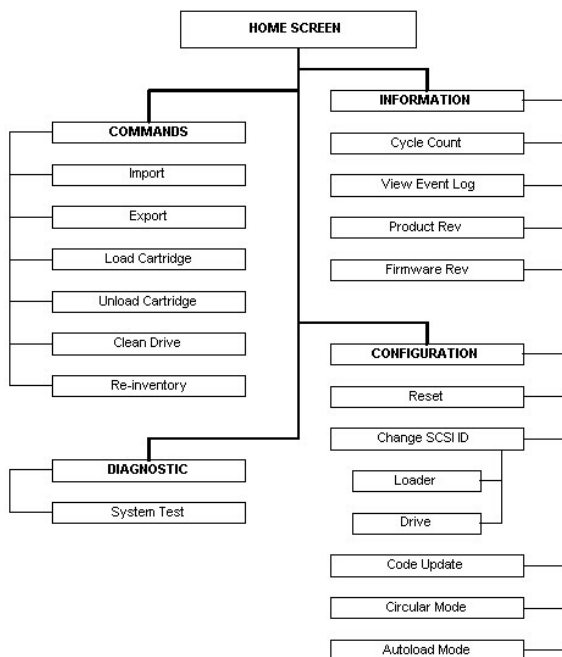 HOME SCREEN
COMMANDS
Import
Export
Load Cartridge
Unload Cartridge
Clean Drive
Re-inventory
DIAGNOSTIC
System Test
INFORMATION
Cycle Count
View Event Log
Product Rev
Firmware Rev
CONFIGURATION
Reset
Change SCSI ID
Loader
Drive
Code Update
Circular Mode
Autoload Mode